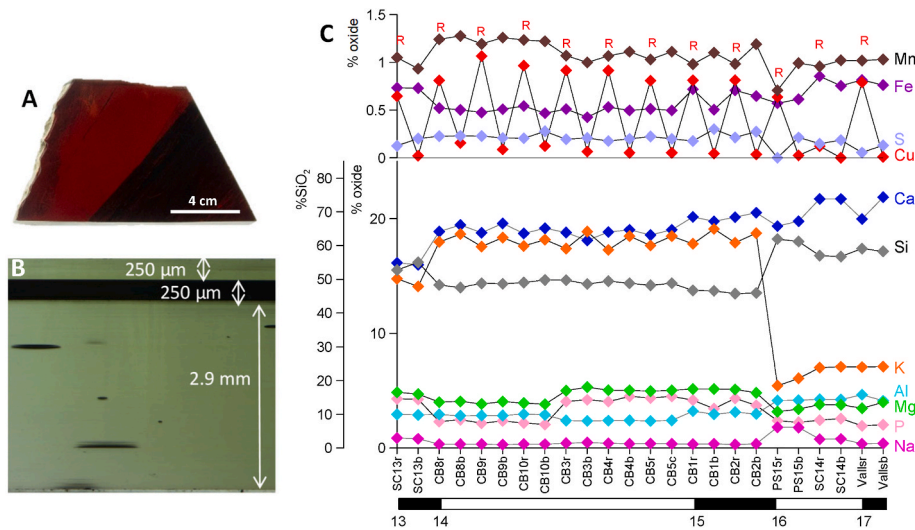 A
4 cm
B
250 µm
250 µm
2.9 mm
C
% oxide
1.5
1
0.5
0
R R R R R R R R R R R
Mn
Fe
S
Cu
%SiO2
% oxide
80
70
60
50
40
30
20
10
0
20
10
0
Ca
Si
K
Al
Mg
P
Na
SC13r
SC13b
CB8r
CB8b
CB9r
CB9b
CB10r
CB10b
CB3r
CB3b
CB4r
CB4b
CB5r
CB5c
CB1r
CB1b
CB2r
CB2b
PS15r
PS15b
SC14r
SC14b
Vallsr
Vallsb
13 14 15 16 17